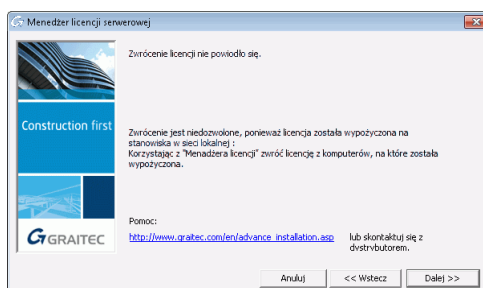 Menedżer licencji serwerowej
Zwrócenie licencji nie powiodło się.
Construction first
Zwrócenie jest niedozwolone, ponieważ licencja została wypożyczona na
stanowiska w sieci lokalnej :
Korzystając z "Menadżera licencji" zwróć licencję z komputerów, na które została
wypożyczona.
Pomoc:
http://www.graitec.com/en/advance_installation.asp lub skontaktuj się z
dystrybutorem.
GRAITEC
Anuluj << Wstecz Dalej >>